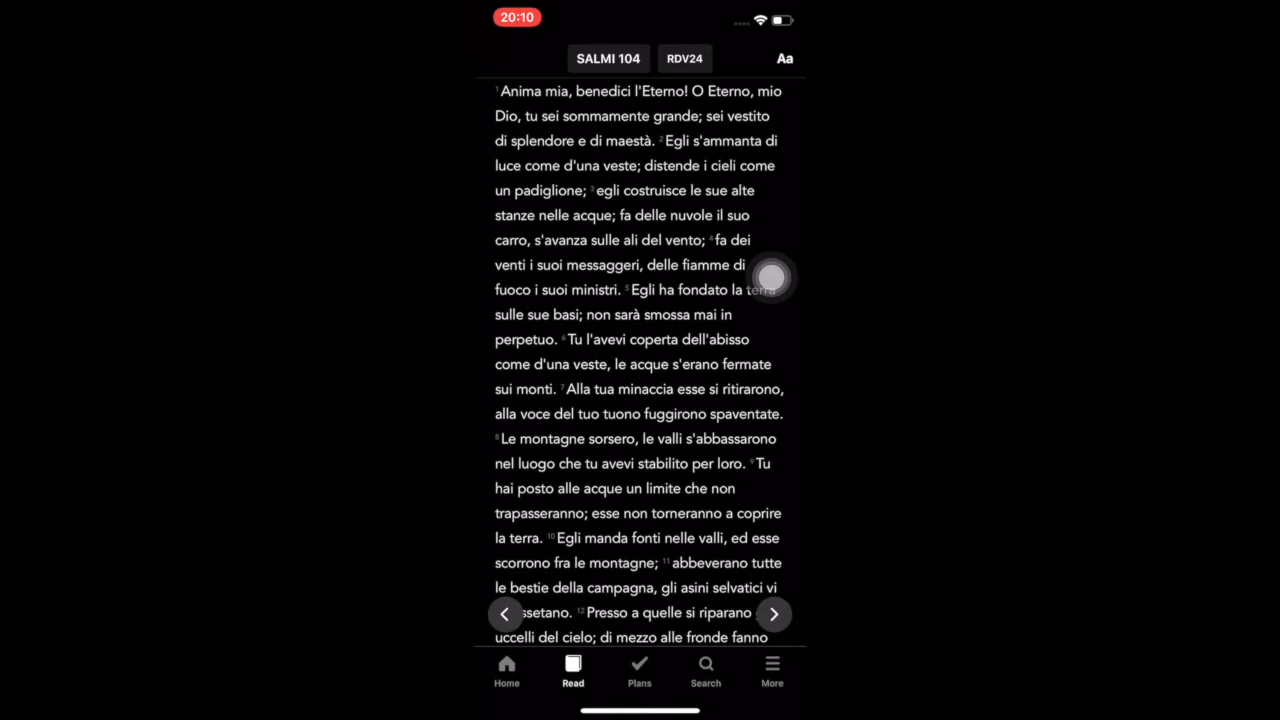 20:10
SALMI 104 RDV24 Aa
1 Anima mia, benedici l'Eterno! O Eterno, mio
Dio, tu sei sommamente grande; sei vestito
di splendore e di maestà. 2 Egli s'ammanta di
luce come d'una veste; distende i cieli come
un padiglione; 3 egli costruisce le sue alte
stanze nelle acque; fa delle nuvole il suo
carro, s'avanza sulle ali del vento; 4 fa dei
venti i suoi messaggeri, delle fiamme di
fuoco i suoi ministri. 5 Egli ha fondato la terra
sulle sue basi; non sarà smossa mai in
perpetuo. 6 Tu l'avevi coperta dell'abisso
come d'una veste, le acque s'erano fermate
sui monti. 7 Alla tua minaccia esse si ritirarono,
alla voce del tuo tuono fuggirono spaventate.
8 Le montagne sorsero, le valli s'abbassarono
nel luogo che tu avevi stabilito per loro. 9 Tu
hai posto alle acque un limite che non
trapasseranno; esse non torneranno a coprire
la terra. 10 Egli manda fonti nelle valli, ed esse
scorrono fra le montagne; 11 abbeverano tutte
le bestie della campagna, gli asini selvatici vi
ssetano. 12 Presso a quelle si riparano
uccelli del cielo; di mezzo alle fronde fanno
Home Read Plans Search More